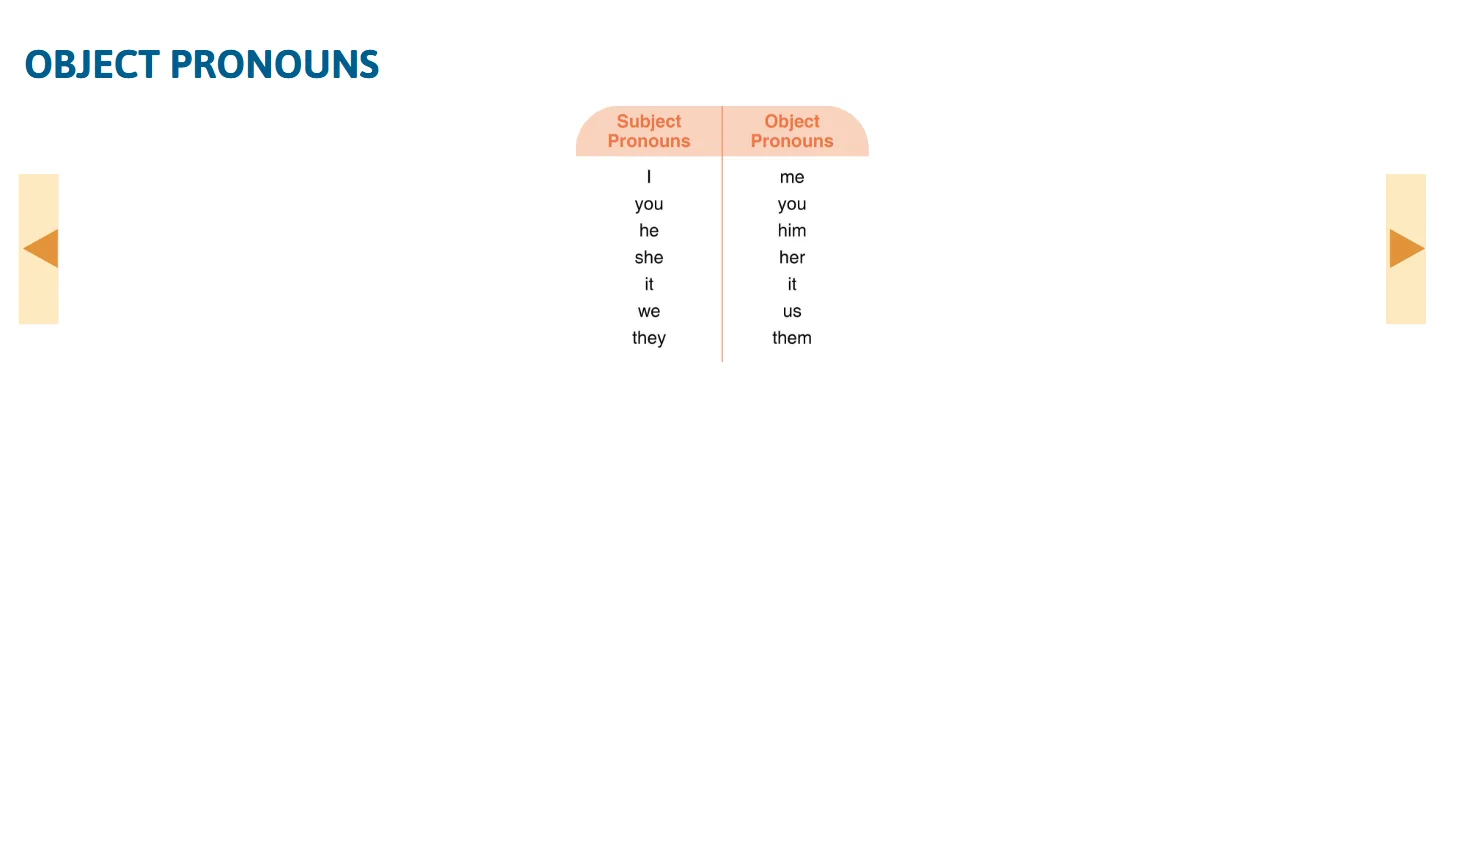 OBJECT PRONOUNS
Subject Pronouns
Object Pronouns
I me
you you
he him
she her
it it
we us
they them